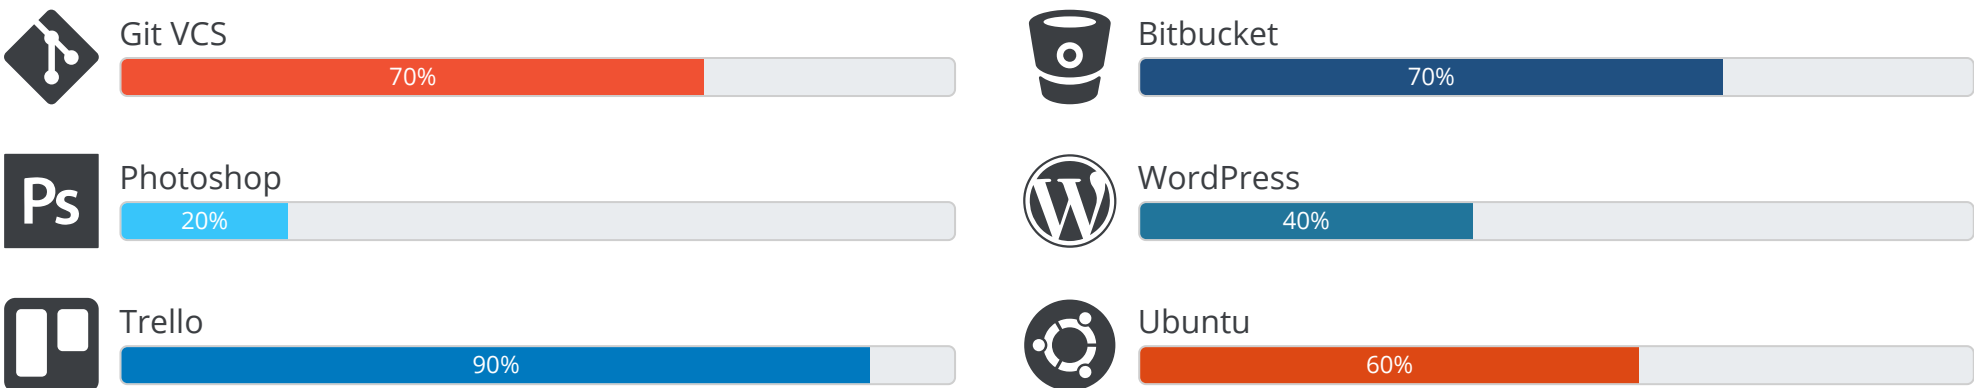 Git VCS
70%
Bitbucket
70%
Ps
Photoshop
20%
WordPress
40%
Trello
90%
Ubuntu
60%